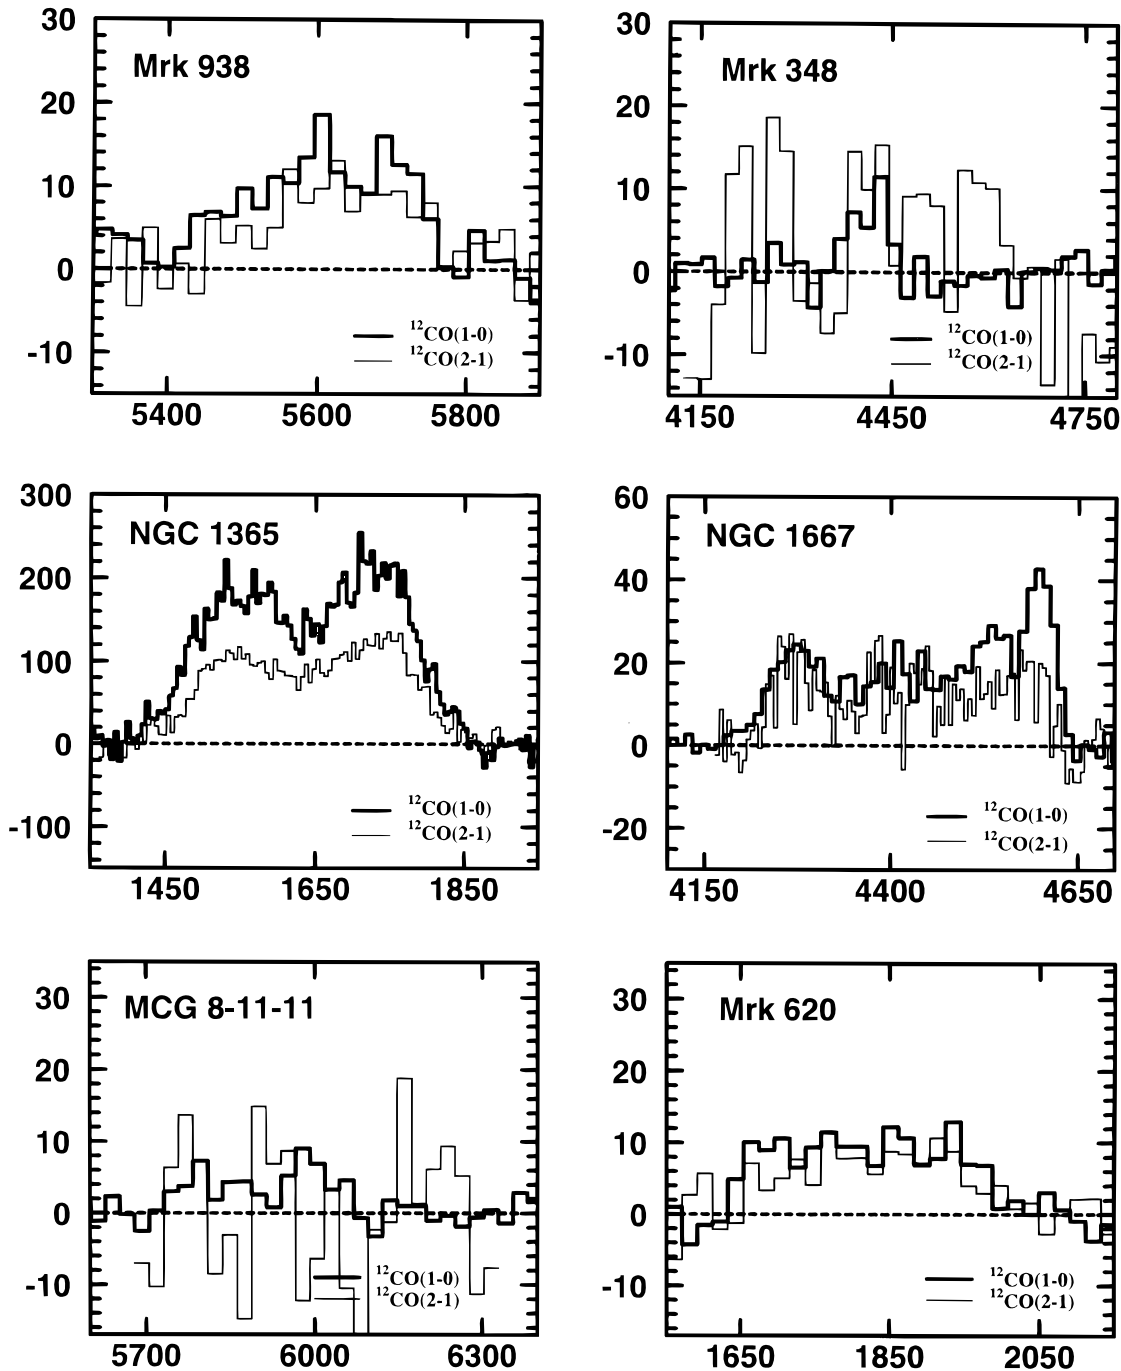 30
20
10
0
-10
Mrk 938
¹²CO(1-0)
¹²CO(2-1)
5400 5600 5800
30
20
10
0
-10
Mrk 348
¹²CO(1-0)
¹²CO(2-1)
4150 4450 4750
300
200
100
0
-100
NGC 1365
¹²CO(1-0)
¹²CO(2-1)
1450 1650 1850
60
40
20
0
-20
NGC 1667
¹²CO(1-0)
¹²CO(2-1)
4150 4400 4650
30
20
10
0
-10
MCG 8-11-11
¹²CO(1-0)
¹²CO(2-1)
5700 6000 6300
30
20
10
0
-10
Mrk 620
¹²CO(1-0)
¹²CO(2-1)
1650 1850 2050